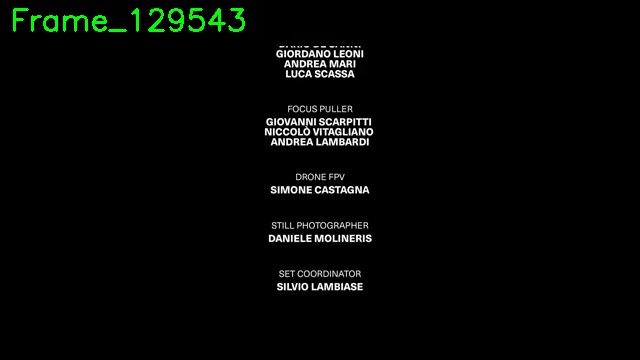 Frame_129543
GIORDANO LEONI
ANDREA MARI
LUCA SCASSA
FOCUS PULLER
GIOVANNI SCARPITTI
NICCOLÒ VITAGLIANO
ANDREA LAMBARDI
DRONE FPV
SIMONE CASTAGNA
STILL PHOTOGRAPHER
DANIELE MOLINERIS
SET COORDINATOR
SILVIO LAMBIASE